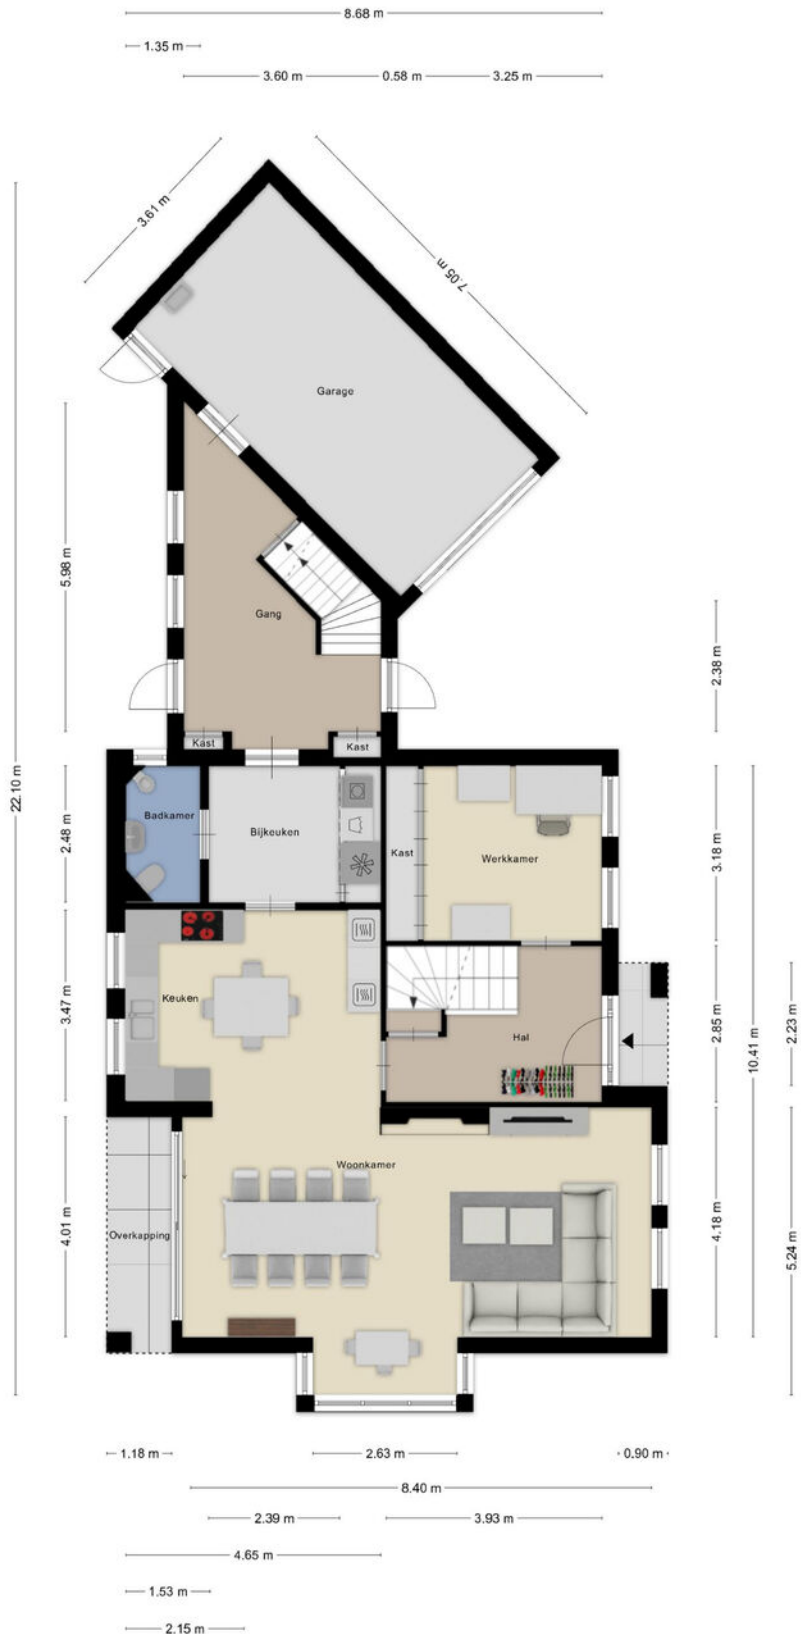 8.68 m
1.35 m
3.60 m
0.58 m
3.25 m
3.61 m
7.05 m
Garage
5.98 m
Gang
2.38 m
Kast
Kast
22.10 m
2.48 m
Badkamer
Bijkeuken
Kast
Werkkamer
3.18 m
3.47 m
Keuken
Hal
2.85 m
10.41 m
2.23 m
Woonkamer
4.01 m
Overkapping
4.18 m
5.24 m
1.18 m
2.63 m
0.90 m
8.40 m
2.39 m
3.93 m
4.65 m
1.53 m
2.15 m